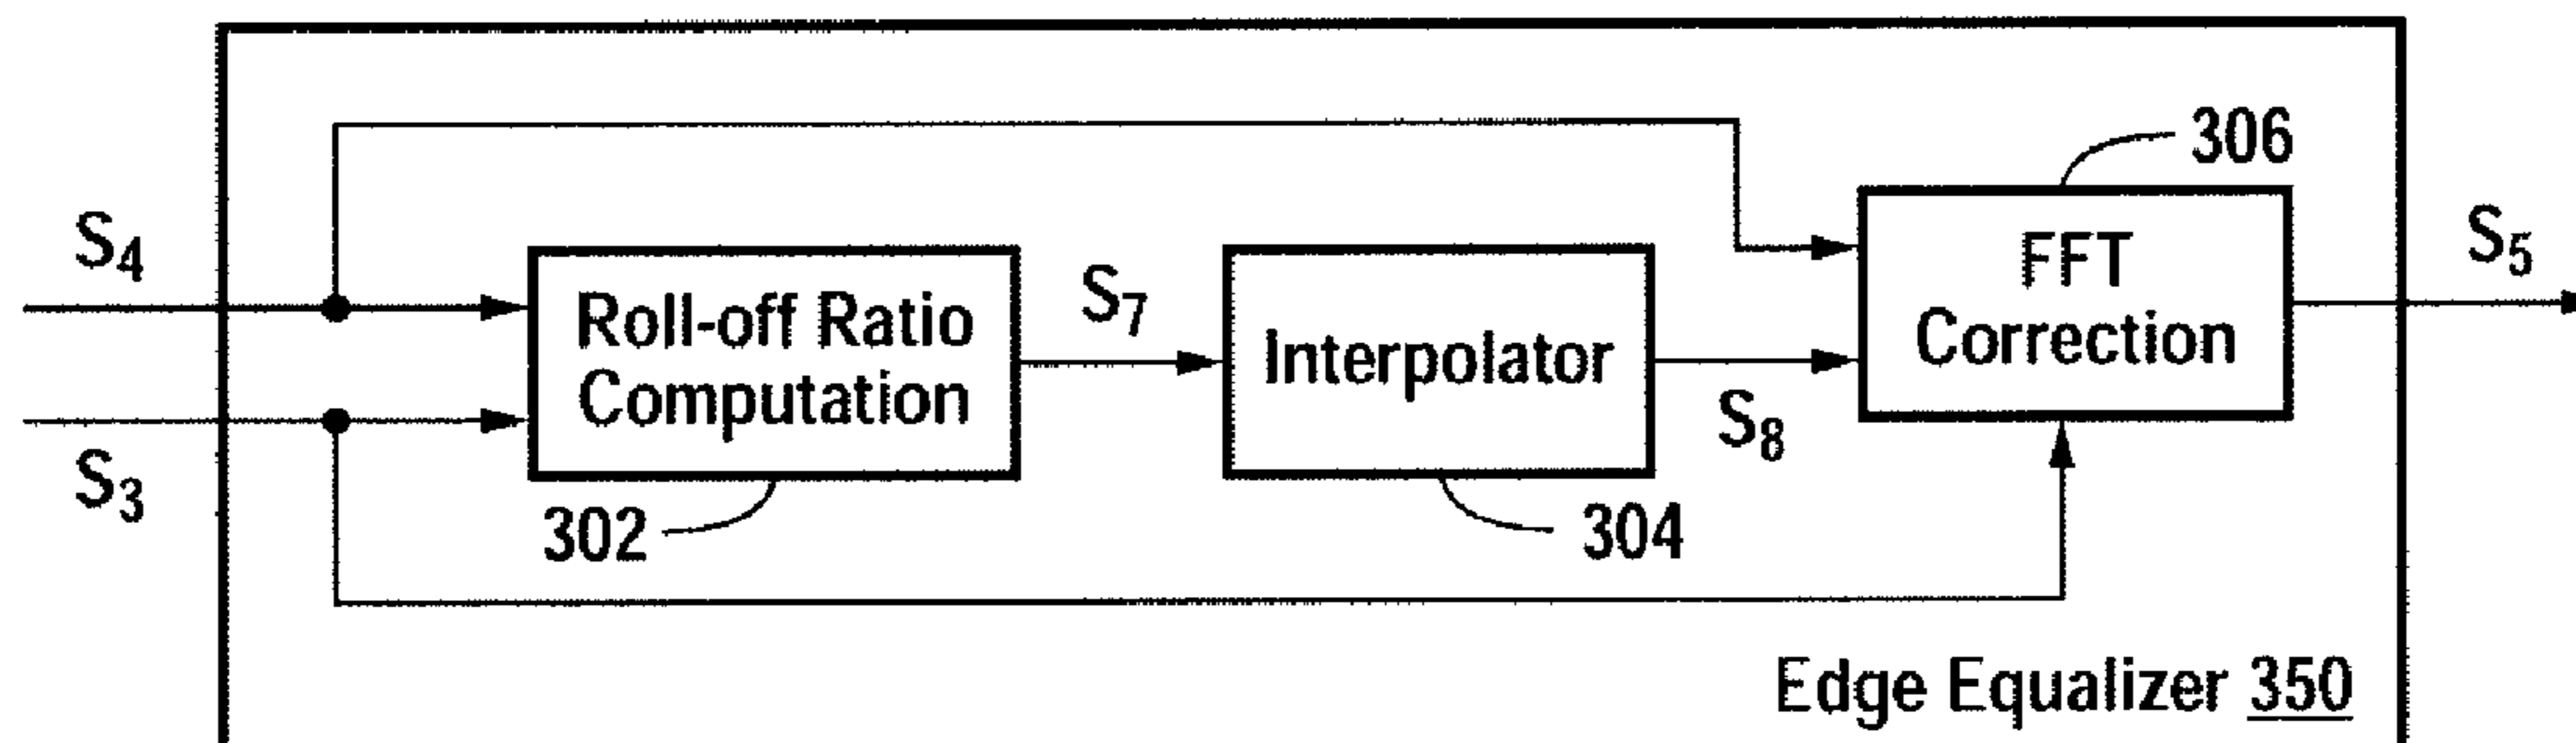 306
S4
S5
FFT
Correction
Roll-off Ratio
Computation
S7
Interpolator
S8
S3
302
304
Edge Equalizer 350